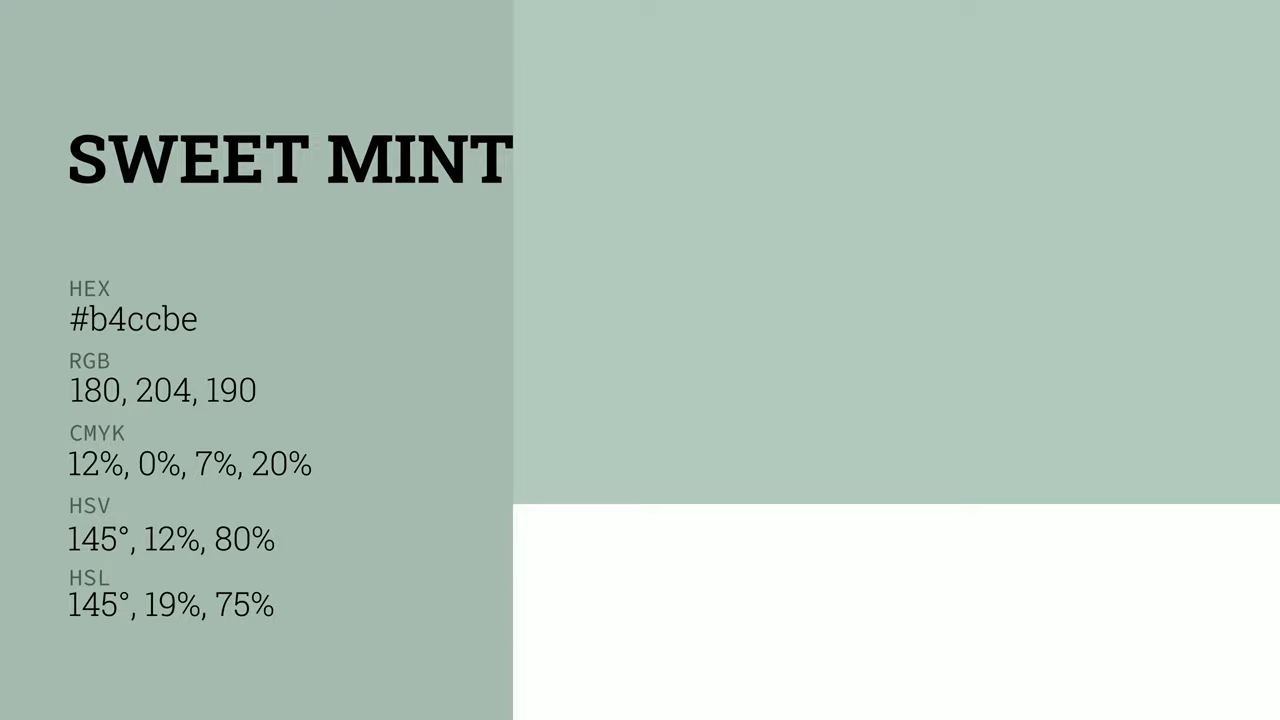 SWEET MINT
HEX
#b4ccbe
RGB
180, 204, 190
CMYK
12%, 0%, 7%, 20%
HSV
145°, 12%, 80%
HSL
145°, 19%, 75%